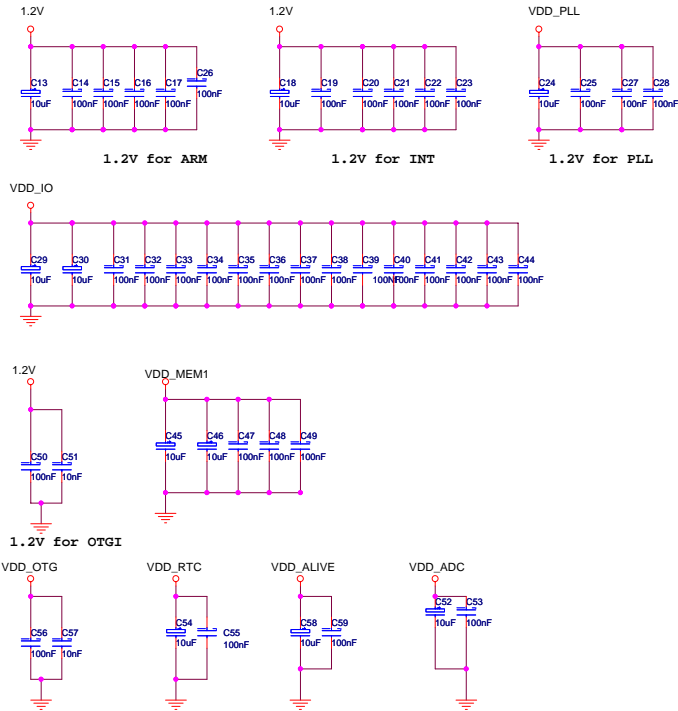 1.2V 1.2V VDD_PLL
C13 C14 C15 C16 C17 C26 C18 C19 C20 C21 C22 C23 C24 C25 C27 C28
10uF 100nF 100nF 100nF 100nF 100nF 10uF 100nF 100nF 100nF 100nF 100nF 10uF 100nF 100nF 100nF
1.2V for ARM 1.2V for INT 1.2V for PLL
VDD_IO
C29 C30 C31 C32 C33 C34 C35 C36 C37 C38 C39 C40 C41 C42 C43 C44
10uF 10uF 100nF 100nF 100nF 100nF 100nF 100nF 100nF 100nF 100NF 100nF 100nF 100nF 100nF 100nF
1.2V VDD_MEM1
C45 C46 C47 C48 C49
10uF 10uF 100nF 100nF 100nF
C50 C51
100nF 10nF
1.2V for OTGI
VDD_OTG VDD_RTC VDD_ALIVE VDD_ADC
C52 C53
10uF 100nF
C56 C57 C54 C55 C58 C59
100nF 10nF 10uF 100nF 10uF 100nF